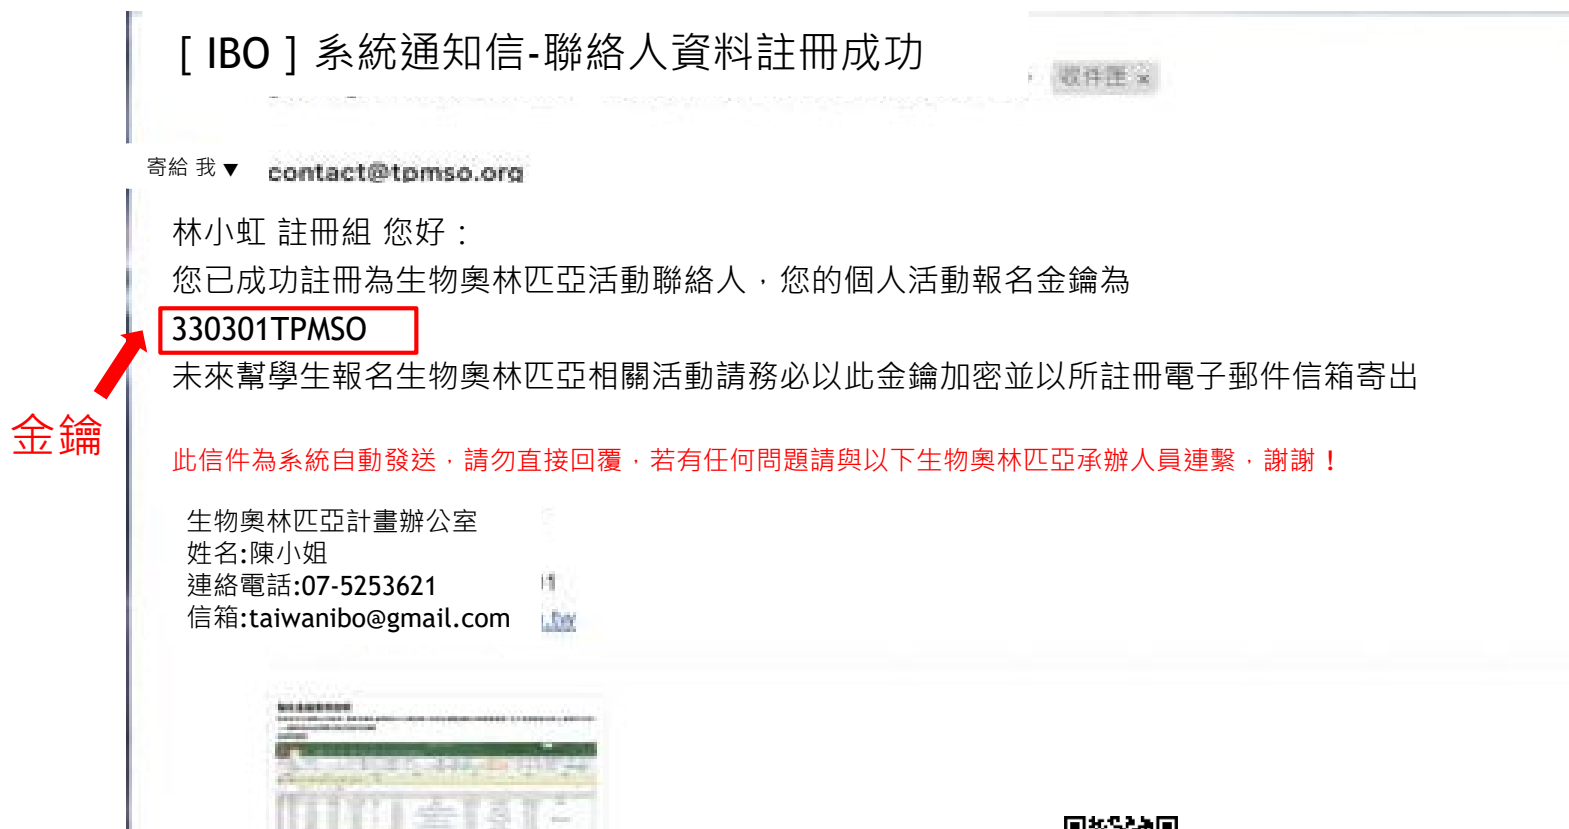 [ IBO ] 系統通知信-聯絡人資料註冊成功
收件匣 ×
寄給 我 ▼ contact@tpmso.org
林小虹 註冊組 您好：
您已成功註冊為生物奧林匹亞活動聯絡人，您的個人活動報名金鑰為
330301TPMSO
未來幫學生報名生物奧林匹亞相關活動請務必以此金鑰加密並以所註冊電子郵件信箱寄出
金鑰
此信件為系統自動發送，請勿直接回覆，若有任何問題請與以下生物奧林匹亞承辦人員連繫，謝謝！
生物奧林匹亞計畫辦公室
姓名:陳小姐
連絡電話:07-5253621
信箱:taiwanibo@gmail.com
.tw